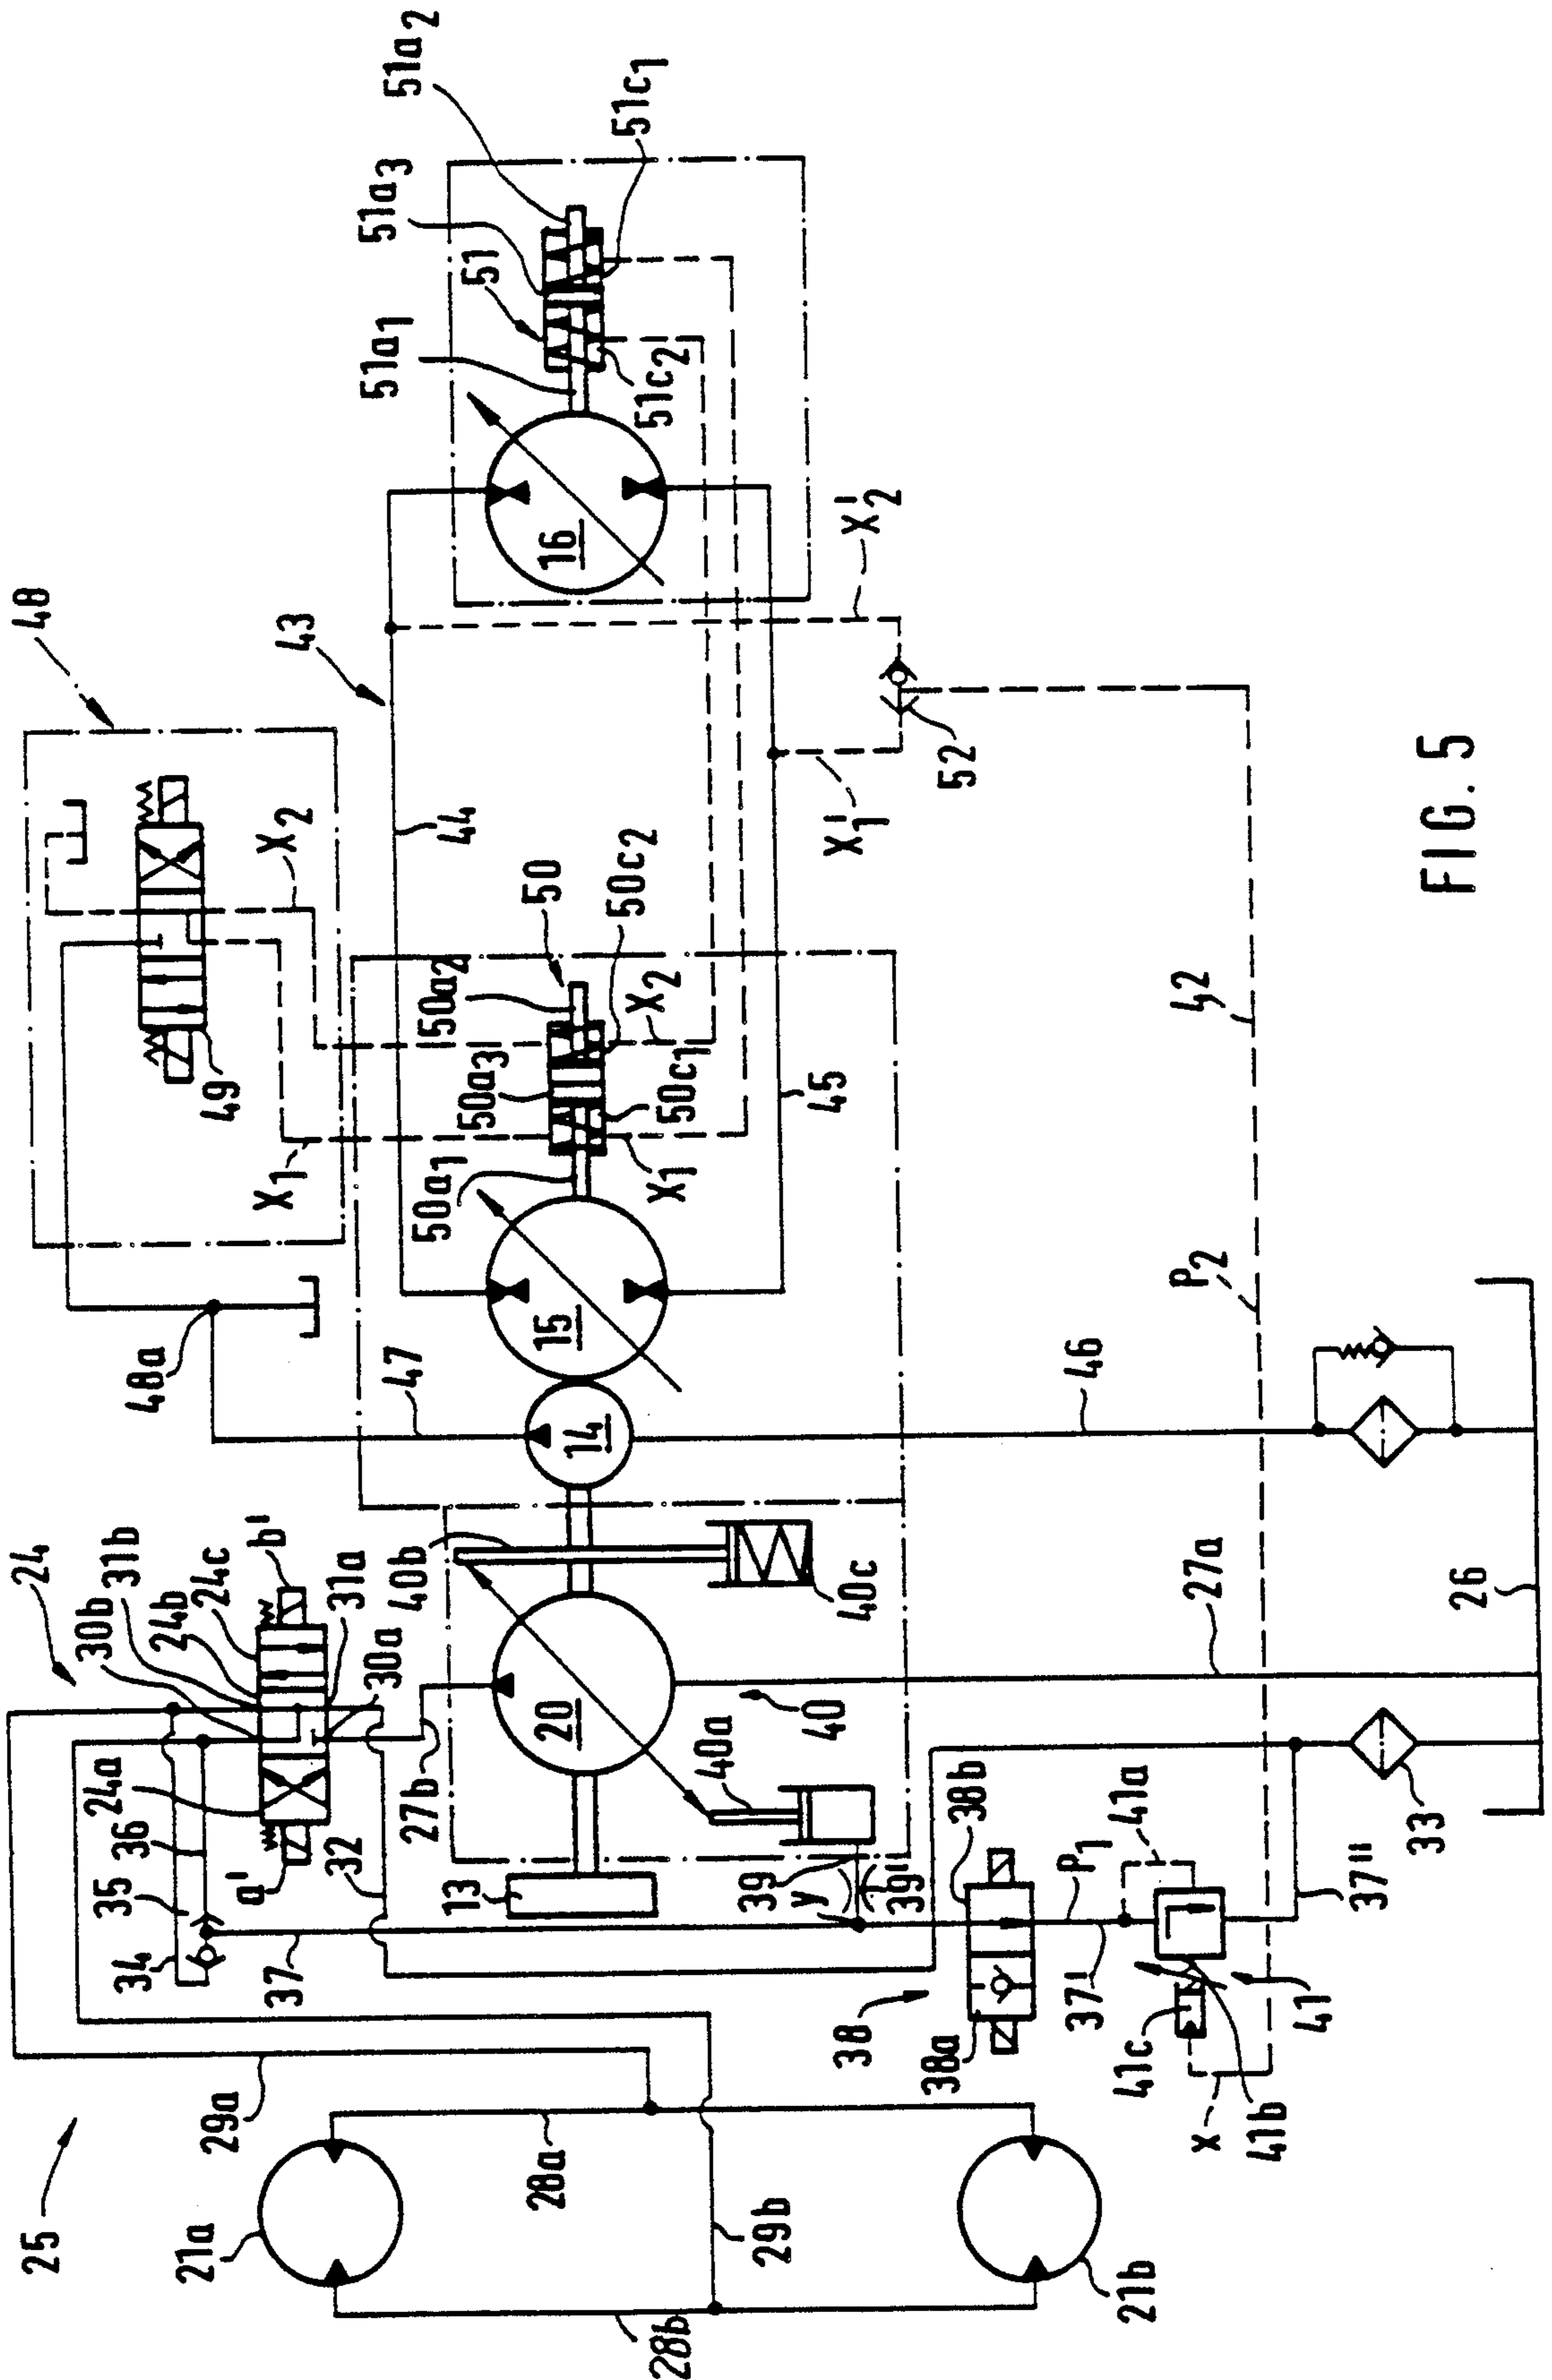 25
21a
29a
28a
28b
29b
21b
24
30b
31b
24b
24c
b'
24a
31a
30a
36
35
34
a'
32
37
27b
13
20
40b
40c
40a
40
39
39'
y
38
38a
38b
P1
37'
41a
41c
41
41b
x
37"
33
27a
26
48a
47
14
15
46
P2
42
48
49
X1
X2
50a1
50a2
50a3
50
50c2
50c1
X1
X2
43
44
45
16
51a1
51
51a3
51a2
51c1
51c2
X'1
X'2
52
FIG. 5